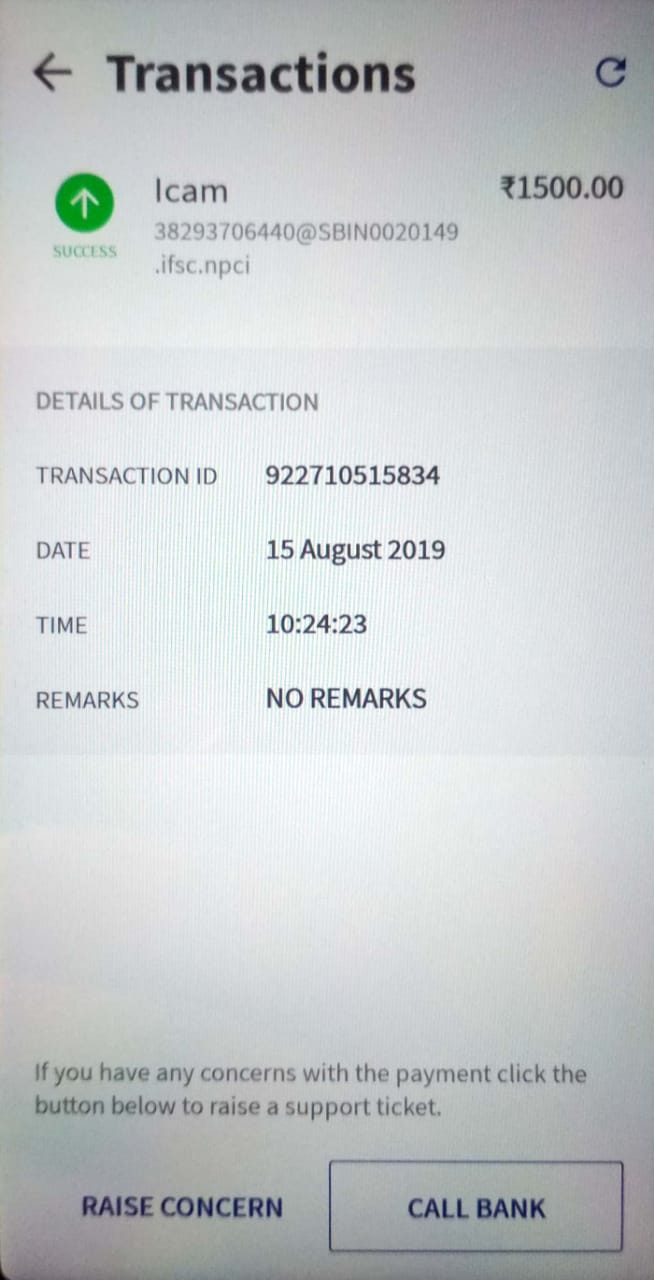 Transactions
Icam
₹1500.00
38293706440@SBIN0020149
.ifsc.npci
SUCCESS
DETAILS OF TRANSACTION
TRANSACTION ID 922710515834
DATE 15 August 2019
TIME 10:24:23
REMARKS NO REMARKS
If you have any concerns with the payment click the
button below to raise a support ticket.
RAISE CONCERN CALL BANK